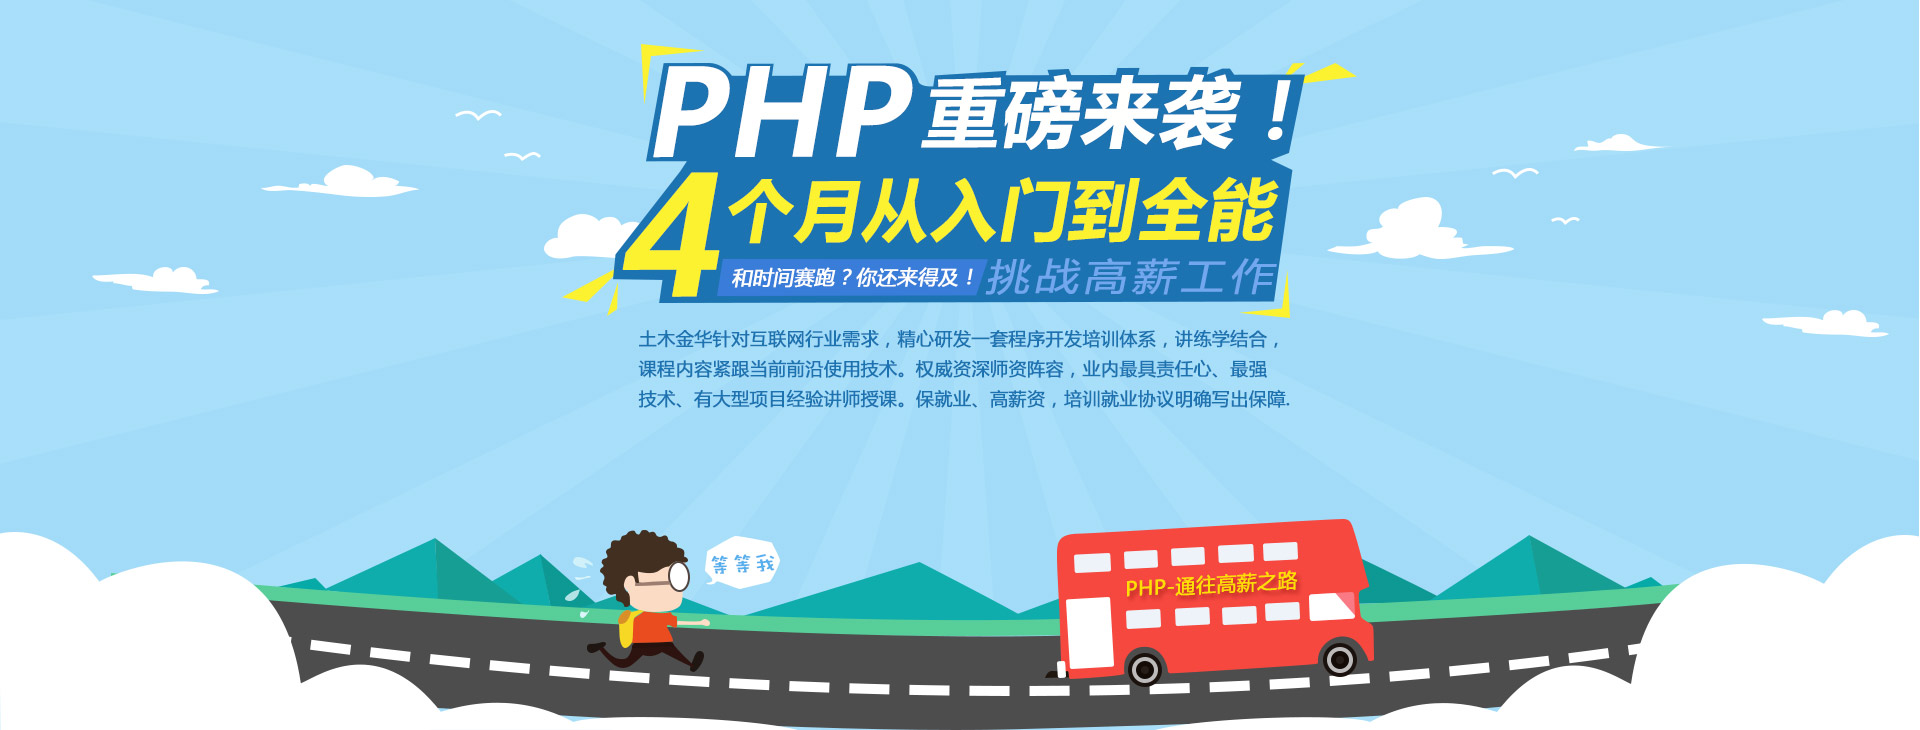 PHP重磅来袭！
4个月从入门到全能
和时间赛跑？你还来得及！挑战高薪工作
土木金华针对互联网行业需求，精心研发一套程序开发培训体系，讲练学结合，
课程内容紧跟当前前沿使用技术。权威资深师资阵容，业内最具责任心、最强
技术、有大型项目经验讲师授课。保就业、高薪资，培训就业协议明确写出保障.
等等我
PHP-通往高薪之路